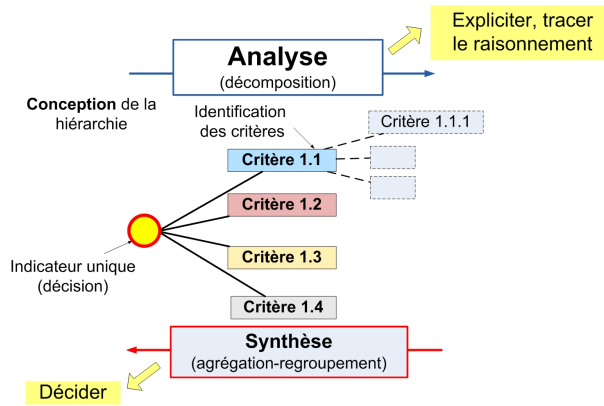 Expliciter, tracer
le raisonnement
Analyse
(décomposition)
Conception de la
hiérarchie
Identification
des critères
Critère 1.1.1
Critère 1.1
Critère 1.2
Critère 1.3
Indicateur unique
(décision)
Critère 1.4
Synthèse
(agrégation-regroupement)
Décider